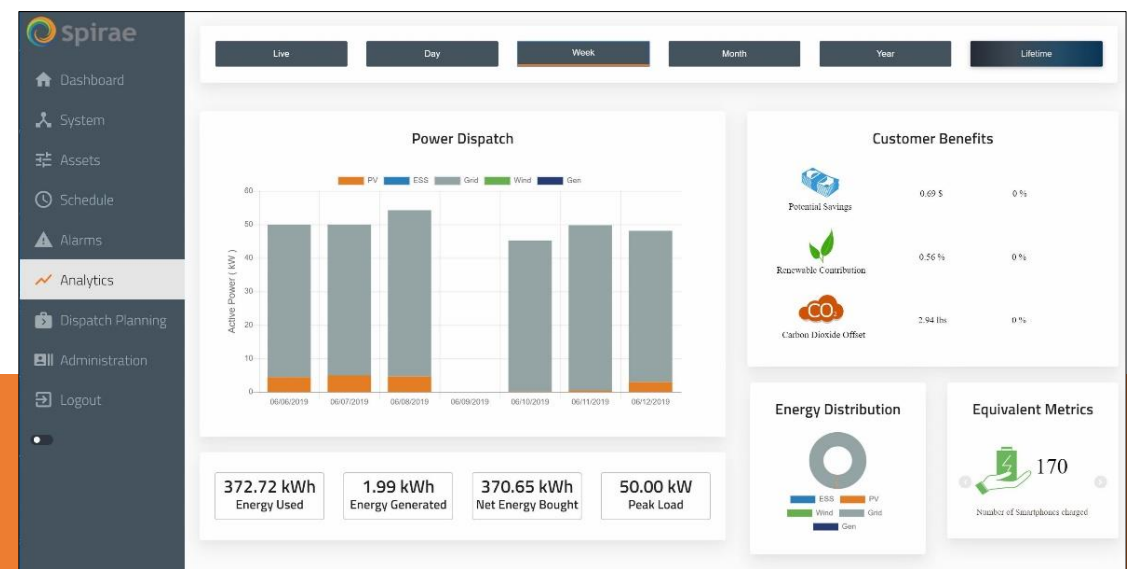 Spirae
Dashboard
System
Assets
Schedule
Alarms
Analytics
Dispatch Planning
Administration
Logout
Live
Day
Week
Month
Year
Lifetime
Power Dispatch
PV
ESS
Grid
Wind
Gen
Active Power ( kW )
60
50
40
30
20
10
0
06/06/2019
06/07/2019
06/08/2019
06/09/2019
06/10/2019
06/11/2019
06/12/2019
372.72 kWh
Energy Used
1.99 kWh
Energy Generated
370.65 kWh
Net Energy Bought
50.00 kW
Peak Load
Customer Benefits
Potential Savings
0.69 $
0 %
Renewable Contribution
0.56 %
0 %
CO2
Carbon Dioxide Offset
2.94 lbs
0 %
Energy Distribution
ESS
PV
Wind
Grid
Gen
Equivalent Metrics
170
Number of Smartphones charged